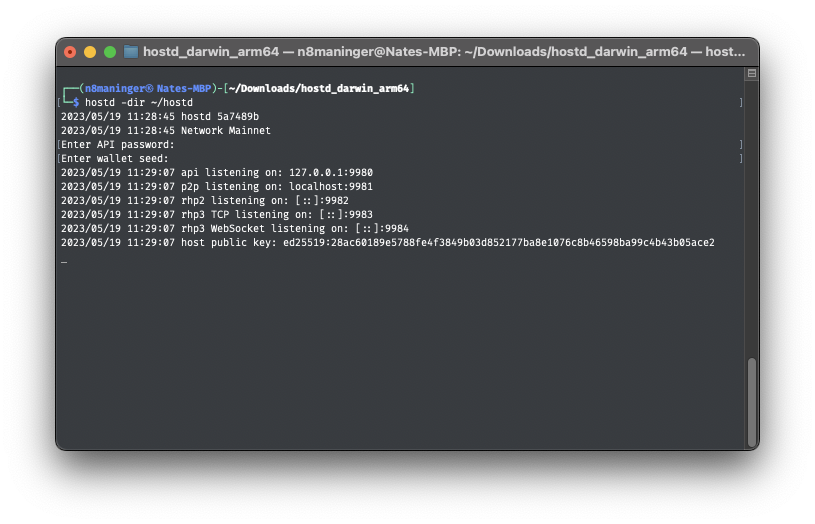 hostd_darwin_arm64 — n8maninger@Nates-MBP: ~/Downloads/hostd_darwin_arm64 — host...
┌──(n8maninger㉿Nates-MBP)-[~/Downloads/hostd_darwin_arm64]
[└─$ hostd -dir ~/hostd ]
2023/05/19 11:28:45 hostd 5a7489b
2023/05/19 11:28:45 Network Mainnet
[Enter API password: ]
[Enter wallet seed: ]
2023/05/19 11:29:07 api listening on: 127.0.0.1:9980
2023/05/19 11:29:07 p2p listening on: localhost:9981
2023/05/19 11:29:07 rhp2 listening on: [::]:9982
2023/05/19 11:29:07 rhp3 TCP listening on: [::]:9983
2023/05/19 11:29:07 rhp3 WebSocket listening on: [::]:9984
2023/05/19 11:29:07 host public key: ed25519:28ac60189e5788fe4f3849b03d852177ba8e1076c8b46598ba99c4b43b05ace2